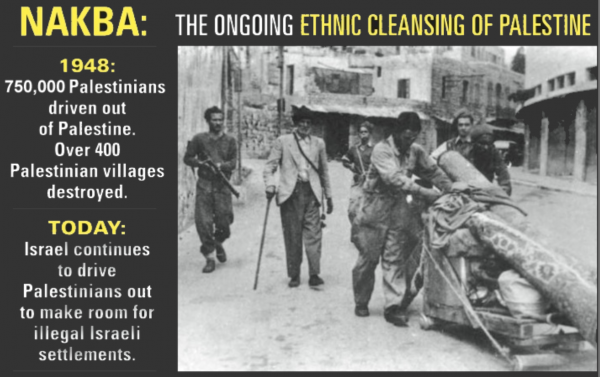 NAKBA: THE ONGOING ETHNIC CLEANSING OF PALESTINE
1948:
750,000 Palestinians
driven out
of Palestine.
Over 400
Palestinian villages
destroyed.
TODAY:
Israel continues
to drive
Palestinians out
to make room for
illegal Israeli
settlements.